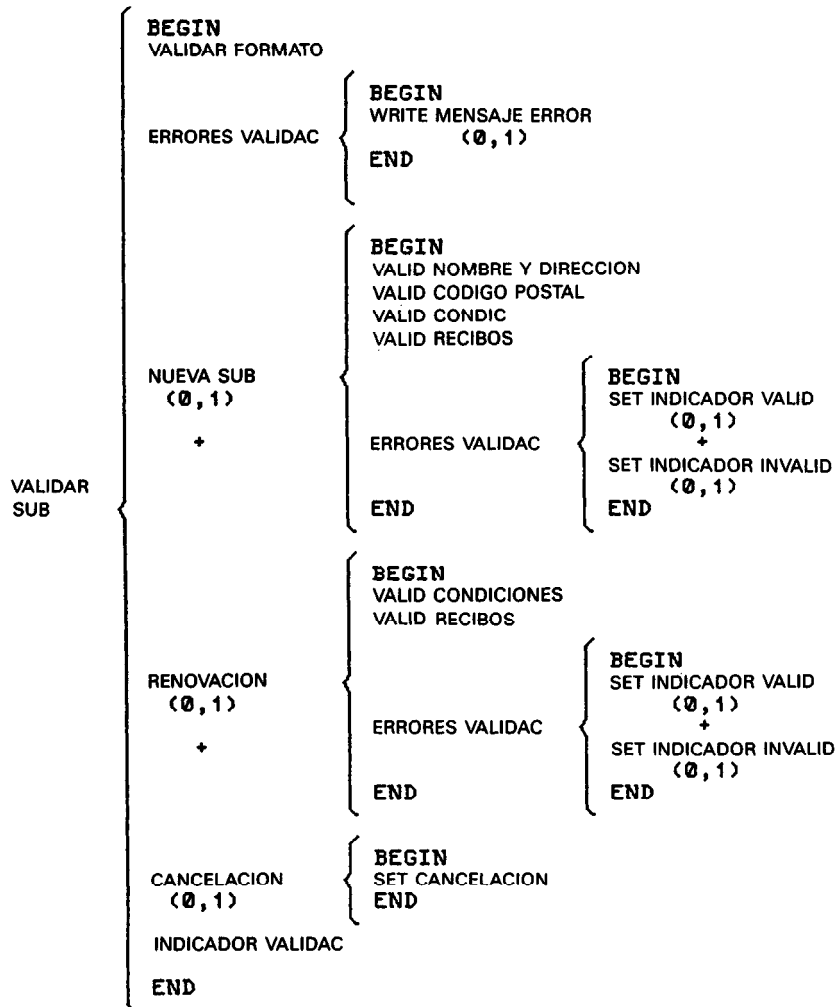 BEGIN
VALIDAR FORMATO
ERRORES VALIDAC
BEGIN
WRITE MENSAJE ERROR
(0,1)
END
NUEVA SUB
(0,1)
+
BEGIN
VALID NOMBRE Y DIRECCION
VALID CODIGO POSTAL
VALID CONDIC
VALID RECIBOS
ERRORES VALIDAC
BEGIN
SET INDICADOR VALID
(0,1)
+
SET INDICADOR INVALID
(0,1)
END
END
VALIDAR
SUB
RENOVACION
(0,1)
+
BEGIN
VALID CONDICIONES
VALID RECIBOS
ERRORES VALIDAC
BEGIN
SET INDICADOR VALID
(0,1)
+
SET INDICADOR INVALID
(0,1)
END
END
CANCELACION
(0,1)
BEGIN
SET CANCELACION
END
INDICADOR VALIDAC
END